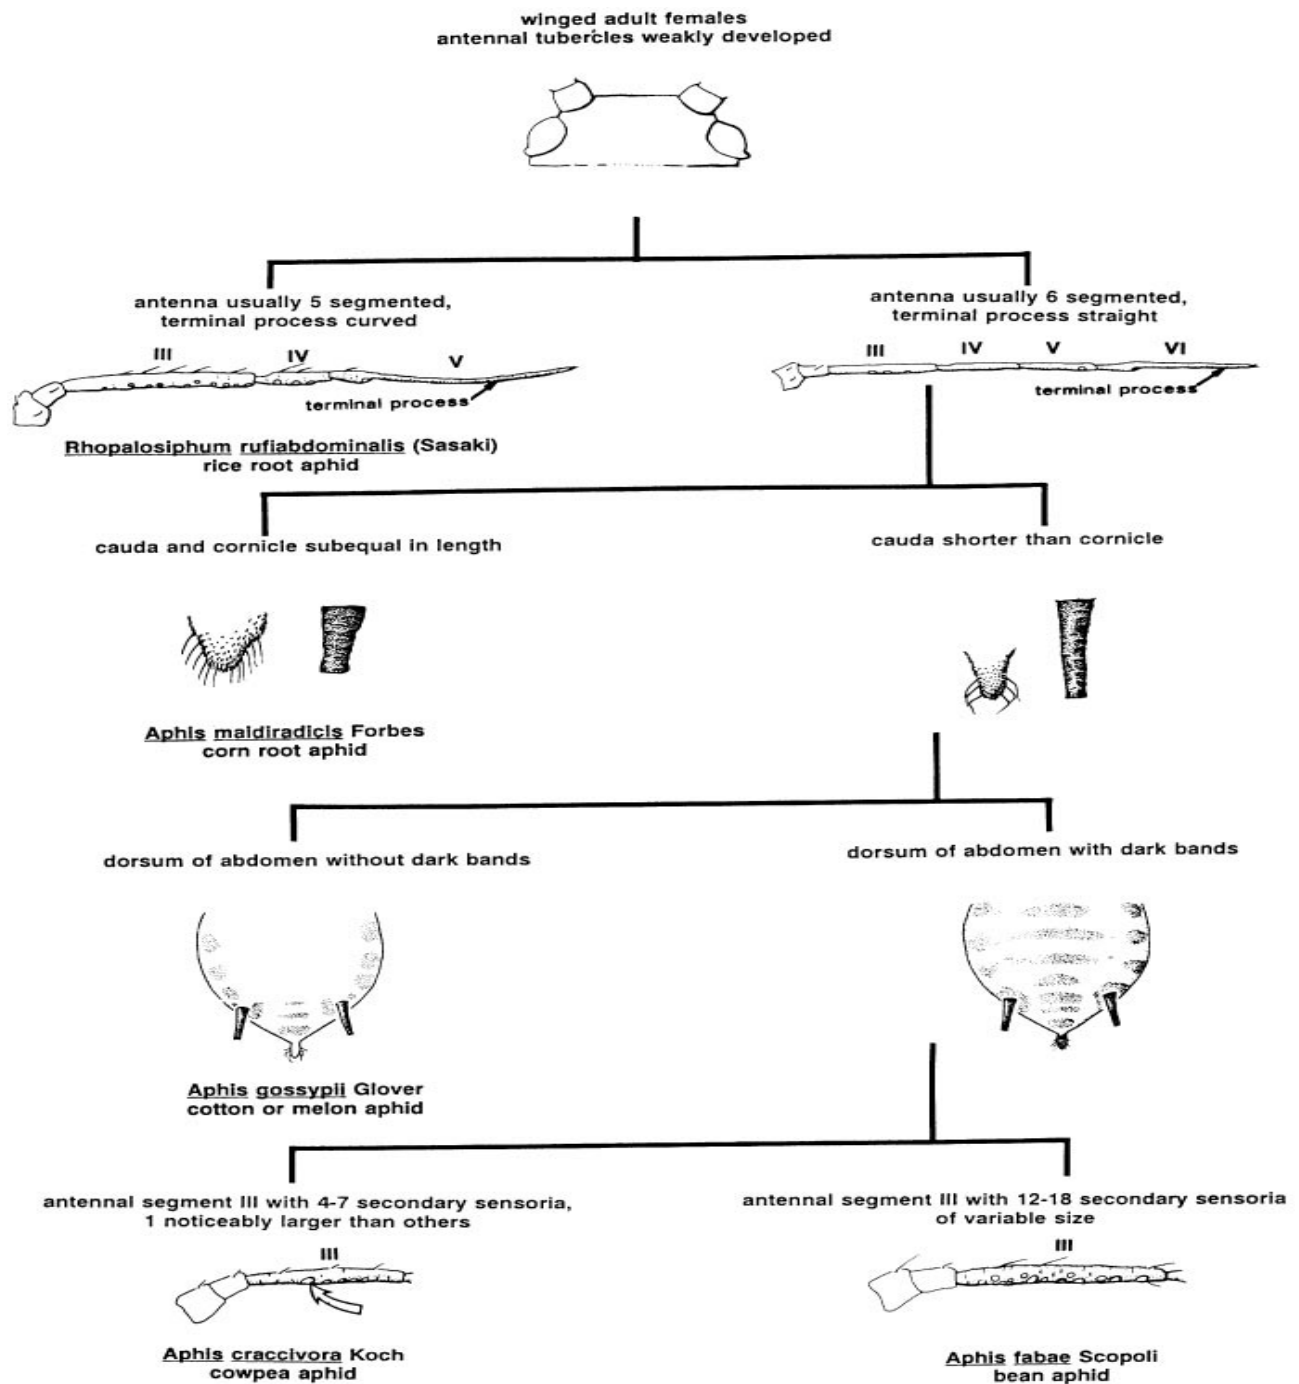 winged adult females
antennal tubercles weakly developed
antenna usually 5 segmented,
terminal process curved
III IV V
terminal process
Rhopalosiphum rufiabdominalis (Sasaki)
rice root aphid
antenna usually 6 segmented,
terminal process straight
III IV V VI
terminal process
cauda and cornicle subequal in length
Aphis maidiradicis Forbes
corn root aphid
cauda shorter than cornicle
dorsum of abdomen without dark bands
Aphis gossypii Glover
cotton or melon aphid
dorsum of abdomen with dark bands
antennal segment III with 4-7 secondary sensoria,
1 noticeably larger than others
III
Aphis craccivora Koch
cowpea aphid
antennal segment III with 12-18 secondary sensoria
of variable size
III
Aphis fabae Scopoli
bean aphid